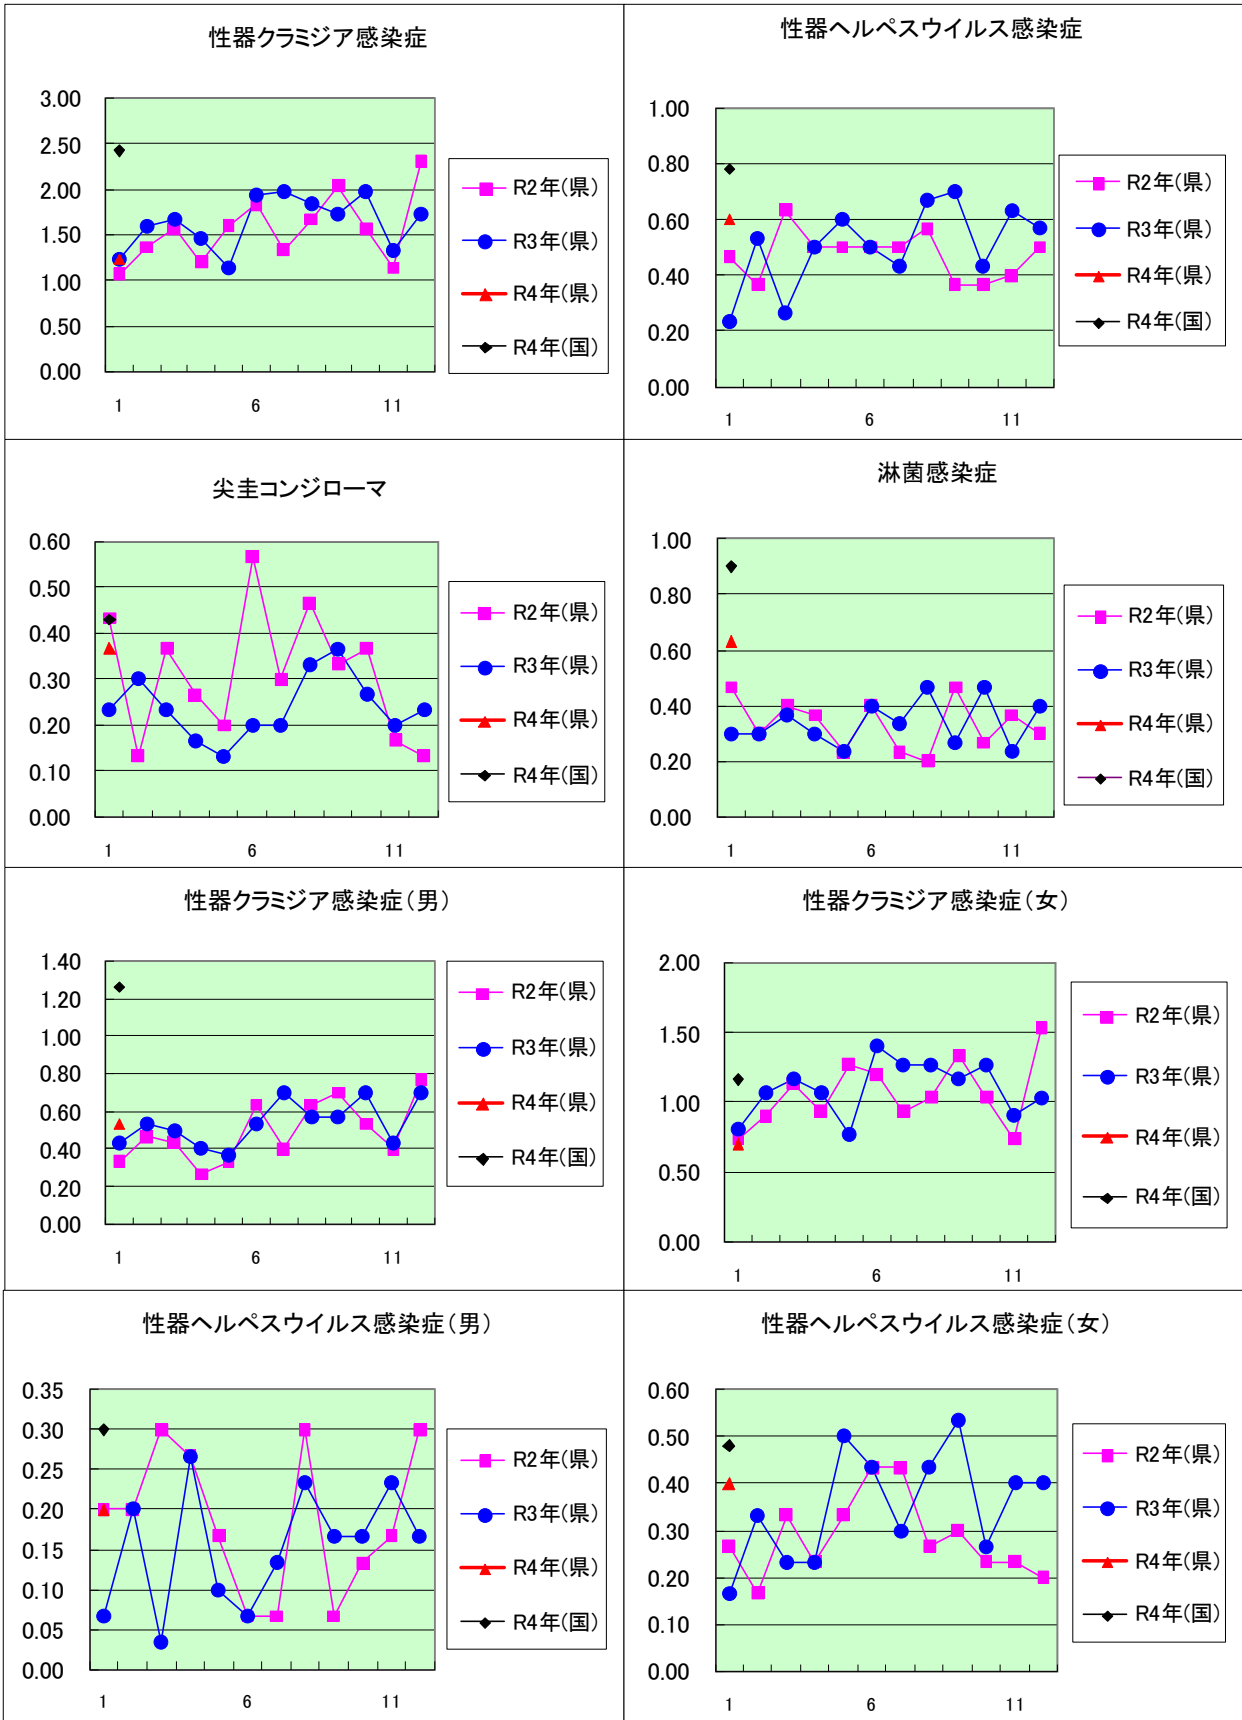 性器クラミジア感染症
3.00
2.50
2.00
1.50
1.00
0.50
0.00
1 6 11
R2年(県)
R3年(県)
R4年(県)
R4年(国)
性器ヘルペスウイルス感染症
1.00
0.80
0.60
0.40
0.20
0.00
1 6 11
R2年(県)
R3年(県)
R4年(県)
R4年(国)
尖圭コンジローマ
0.60
0.50
0.40
0.30
0.20
0.10
0.00
1 6 11
R2年(県)
R3年(県)
R4年(県)
R4年(国)
淋菌感染症
1.00
0.80
0.60
0.40
0.20
0.00
1 6 11
R2年(県)
R3年(県)
R4年(県)
R4年(国)
性器クラミジア感染症(男)
1.40
1.20
1.00
0.80
0.60
0.40
0.20
0.00
1 6 11
R2年(県)
R3年(県)
R4年(県)
R4年(国)
性器クラミジア感染症(女)
2.00
1.50
1.00
0.50
0.00
1 6 11
R2年(県)
R3年(県)
R4年(県)
R4年(国)
性器ヘルペスウイルス感染症(男)
0.35
0.30
0.25
0.20
0.15
0.10
0.05
0.00
1 6 11
R2年(県)
R3年(県)
R4年(県)
R4年(国)
性器ヘルペスウイルス感染症(女)
0.60
0.50
0.40
0.30
0.20
0.10
0.00
1 6 11
R2年(県)
R3年(県)
R4年(県)
R4年(国)